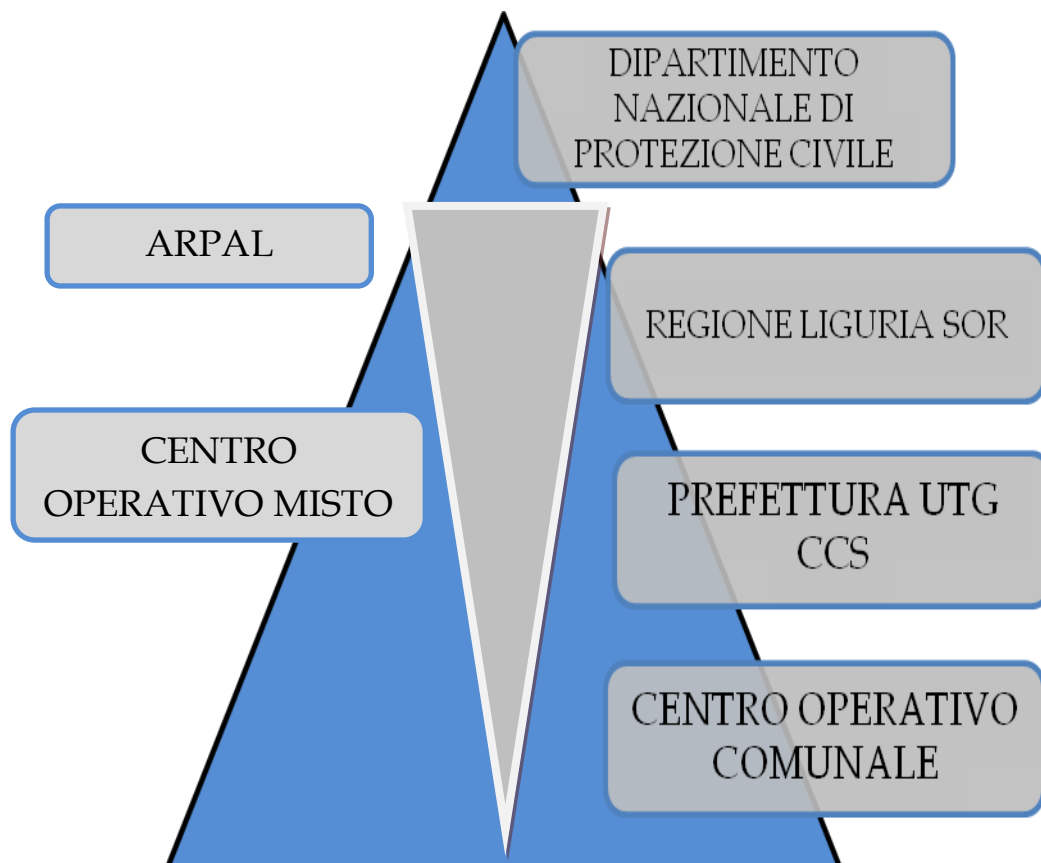 DIPARTIMENTO
NAZIONALE DI
PROTEZIONE CIVILE
ARPAL
REGIONE LIGURIA SOR
CENTRO
OPERATIVO MISTO
PREFETTURA UTG
CCS
CENTRO OPERATIVO
COMUNALE